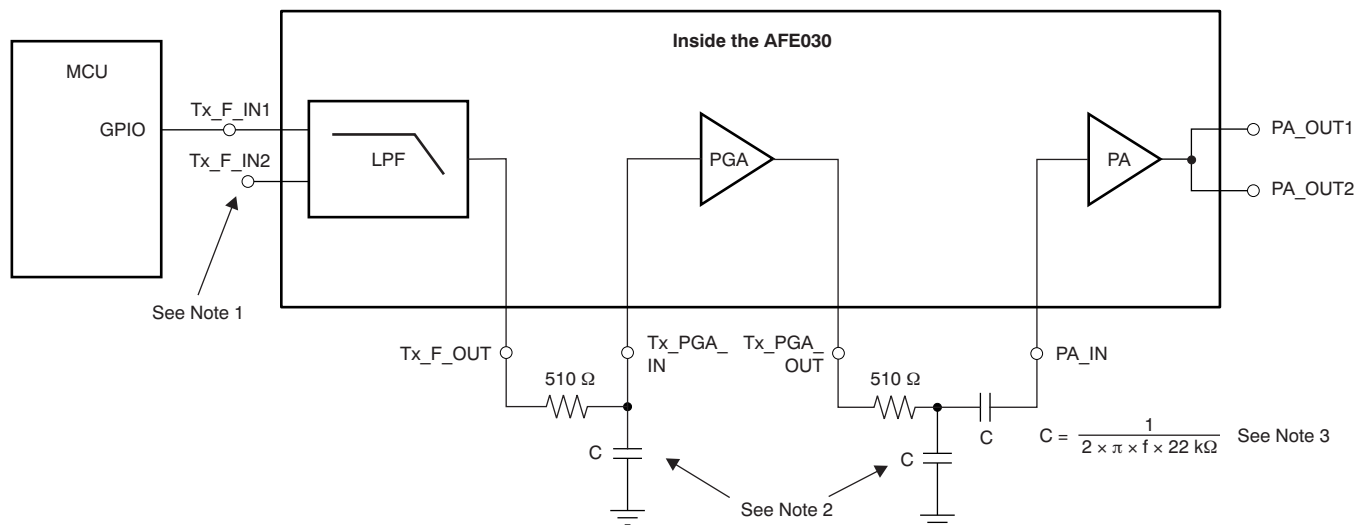 Inside the AFE030
MCU
GPIO
Tx_F_IN1
Tx_F_IN2
LPF
PGA
PA
PA_OUT1
PA_OUT2
See Note 1
Tx_F_OUT
Tx_PGA_
IN
Tx_PGA_
OUT
PA_IN
510 Ω
510 Ω
C
C
C
C = 1 / 2 × π × f × 22 kΩ
See Note 3
See Note 2